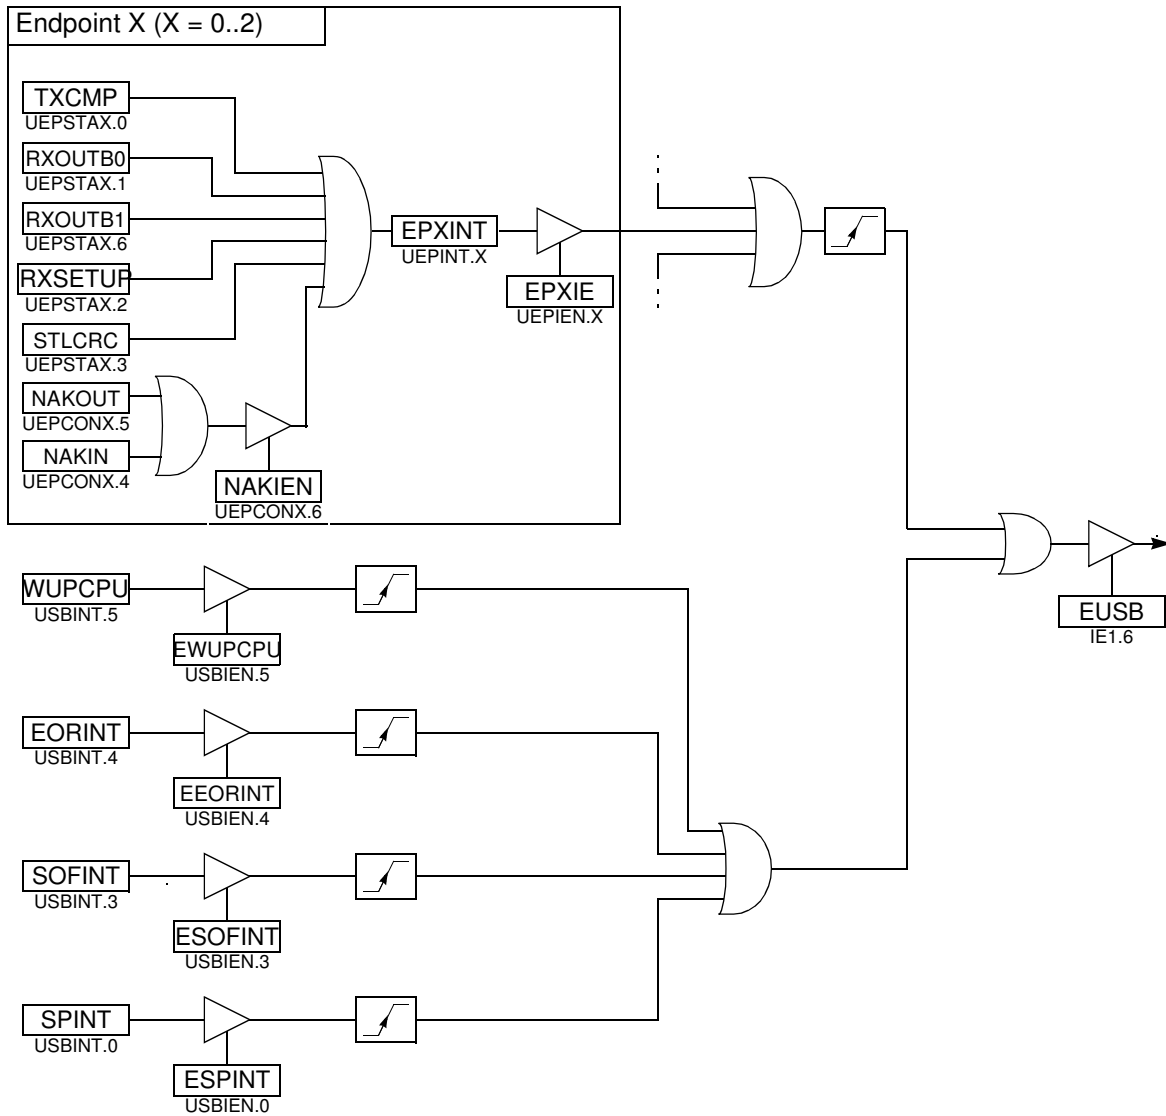 Endpoint X (X = 0..2)
TXCMP
UEPSTAX.0
RXOUTB0
UEPSTAX.1
RXOUTB1
UEPSTAX.6
RXSETUP
UEPSTAX.2
STLCRC
UEPSTAX.3
NAKOUT
UEPCONX.5
NAKIN
UEPCONX.4
NAKIEN
UEPCONX.6
EPXINT
UEPINT.X
EPXIE
UEPIEN.X
EUSB
IE1.6
WUPCPU
USBINT.5
EWUPCPU
USBIEN.5
EORINT
USBINT.4
EEORINT
USBIEN.4
SOFINT
USBINT.3
ESOFINT
USBIEN.3
SPINT
USBINT.0
ESPINT
USBIEN.0